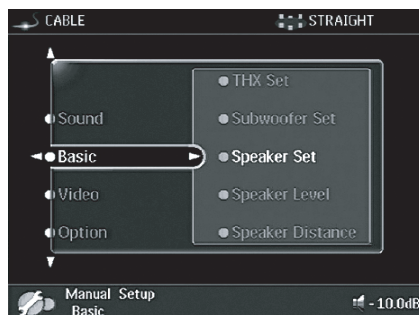 CABLE
STRAIGHT
THX Set
Sound
Subwoofer Set
Basic
Speaker Set
Video
Speaker Level
Option
Speaker Distance
Manual Setup
Basic
-10.0dB